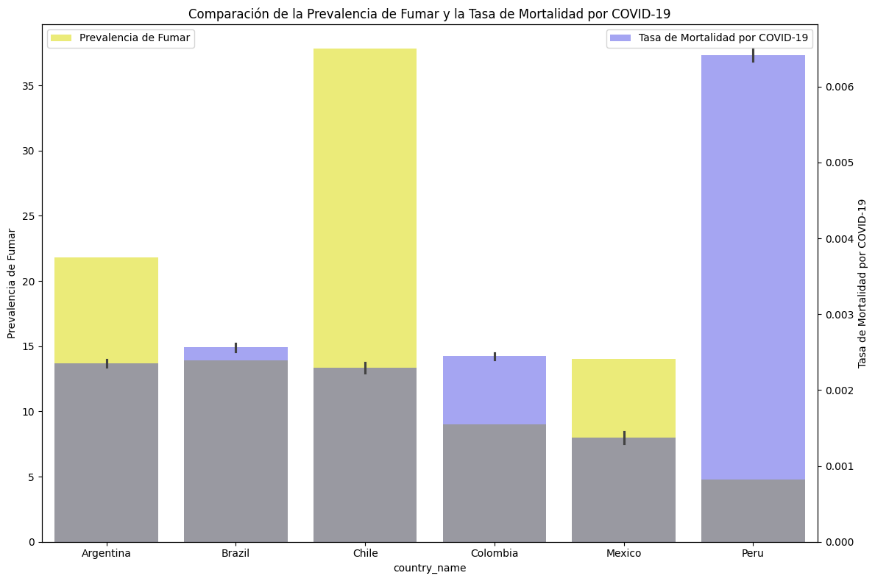 Comparación de la Prevalencia de Fumar y la Tasa de Mortalidad por COVID-19
Prevalencia de Fumar
Tasa de Mortalidad por COVID-19
Prevalencia de Fumar
35
30
25
20
15
10
5
0
0.006
0.005
0.004
0.003
0.002
0.001
0.000
Tasa de Mortalidad por COVID-19
Argentina Brazil Chile Colombia Mexico Peru
country_name